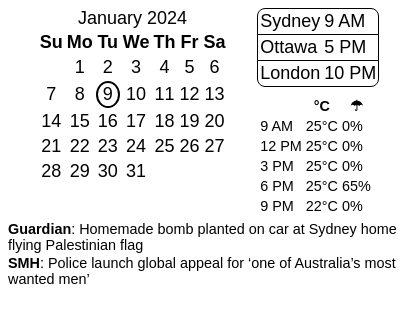 January 2024
Su Mo Tu We Th Fr Sa
1 2 3 4 5 6
7 8 9 10 11 12 13
14 15 16 17 18 19 20
21 22 23 24 25 26 27
28 29 30 31
Sydney 9 AM
Ottawa 5 PM
London 10 PM
°C ☂
9 AM 25°C 0%
12 PM 25°C 0%
3 PM 25°C 0%
6 PM 25°C 65%
9 PM 22°C 0%
Guardian: Homemade bomb planted on car at Sydney home
flying Palestinian flag
SMH: Police launch global appeal for ‘one of Australia’s most
wanted men’